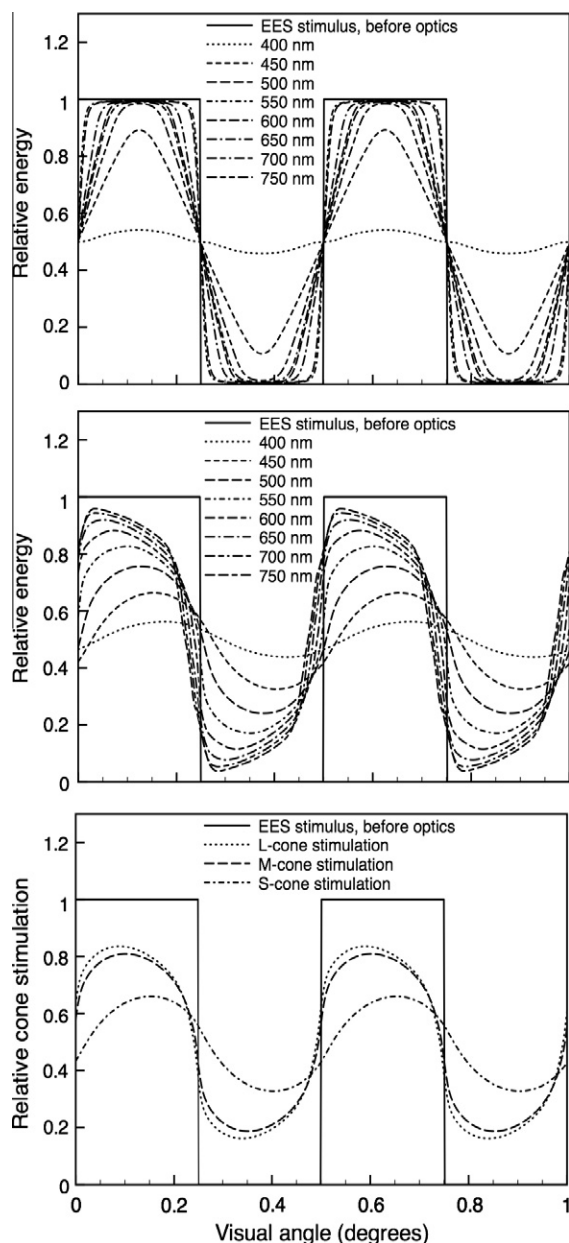 1.2
1
0.8
0.6
0.4
0.2
0
Relative energy
EES stimulus, before optics
400 nm
450 nm
500 nm
550 nm
600 nm
650 nm
700 nm
750 nm
1.2
1
0.8
0.6
0.4
0.2
0
Relative energy
EES stimulus, before optics
400 nm
450 nm
500 nm
550 nm
600 nm
650 nm
700 nm
750 nm
1.2
1
0.8
0.6
0.4
0.2
0
Relative cone stimulation
EES stimulus, before optics
L-cone stimulation
M-cone stimulation
S-cone stimulation
0 0.2 0.4 0.6 0.8 1
Visual angle (degrees)